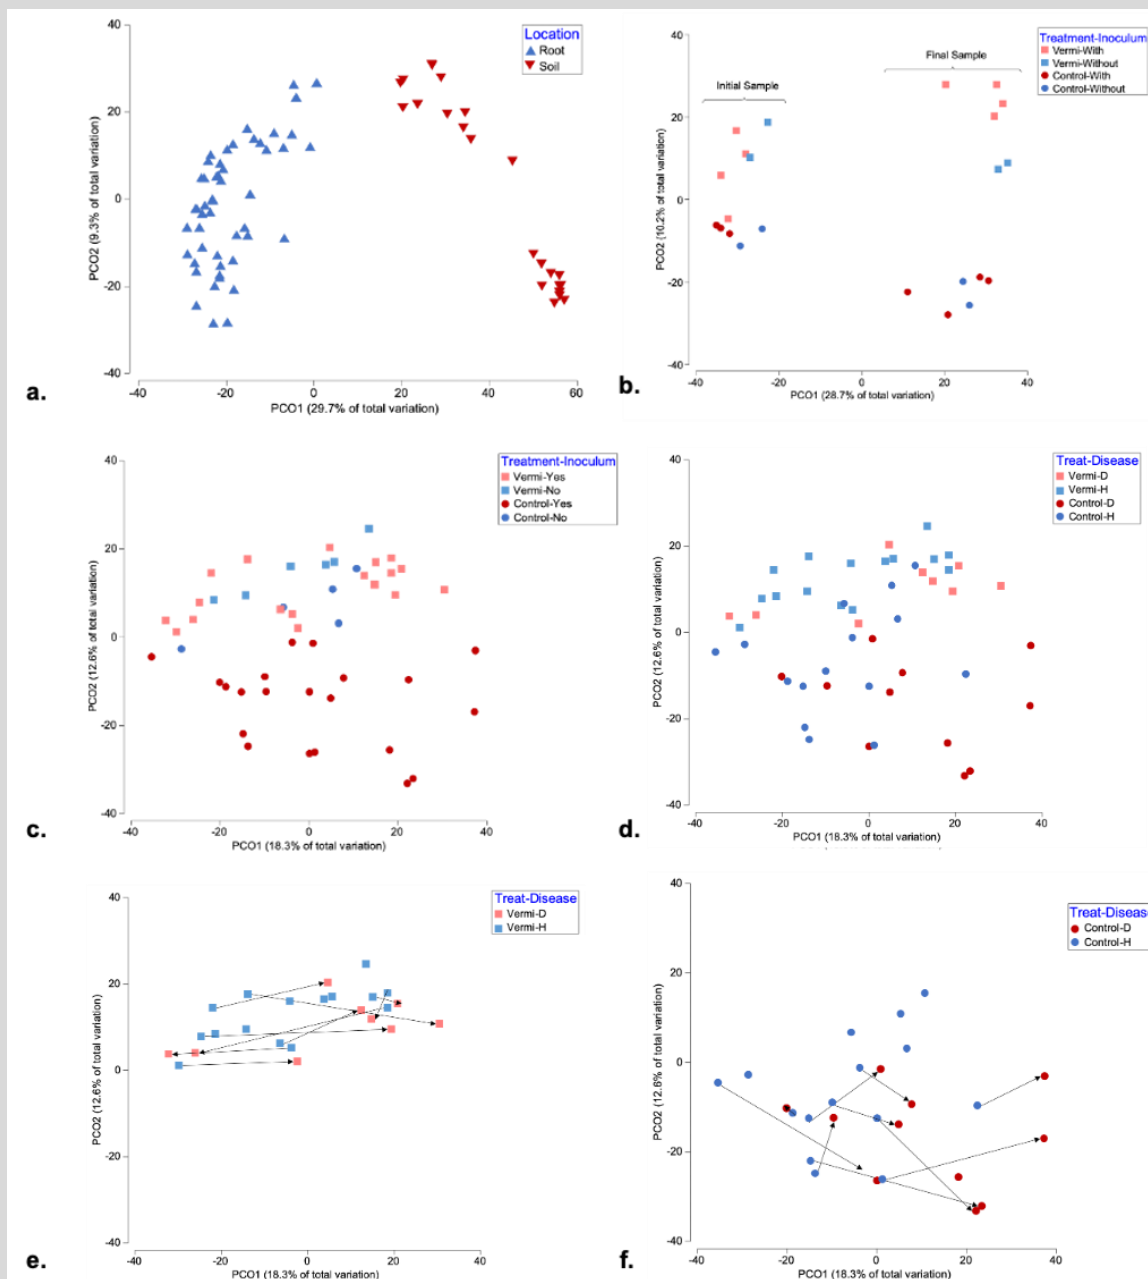 40
20
0
-20
-40
PCO2 (9.3% of total variation)
-40
-20
0
20
40
60
PCO1 (29.7% of total variation)
Location
Root
Soil
a.
40
20
0
-20
-40
PCO2 (10.2% of total variation)
-40
-20
0
20
40
PCO1 (28.7% of total variation)
Initial Sample
Final Sample
Treatment-Inoculum
Vermi-With
Vermi-Without
Control-With
Control-Without
b.
40
20
0
-20
-40
PCO2 (12.6% of total variation)
-40
-20
0
20
40
PCO1 (18.3% of total variation)
Treatment-Inoculum
Vermi-Yes
Vermi-No
Control-Yes
Control-No
c.
40
20
0
-20
-40
PCO2 (12.6% of total variation)
-40
-20
0
20
40
PCO1 (18.3% of total variation)
Treat-Disease
Vermi-D
Vermi-H
Control-D
Control-H
d.
40
20
0
-20
-40
PCO2 (12.6% of total variation)
-40
-20
0
20
40
PCO1 (18.3% of total variation)
Treat-Disease
Vermi-D
Vermi-H
e.
40
20
0
-20
-40
PCO2 (12.6% of total variation)
-40
-20
0
20
40
PCO1 (18.3% of total variation)
Treat-Disease
Control-D
Control-H
f.